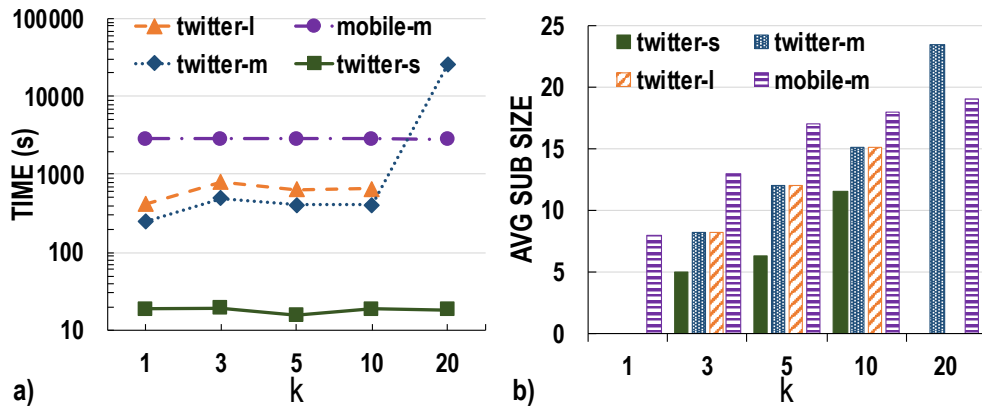 TIME (s)
100000
10000
1000
100
10
twitter-l
mobile-m
twitter-m
twitter-s
1 3 5 10 20
k
a)
AVG SUB SIZE
25
20
15
10
5
0
twitter-s
twitter-m
twitter-l
mobile-m
1 3 5 10 20
k
b)